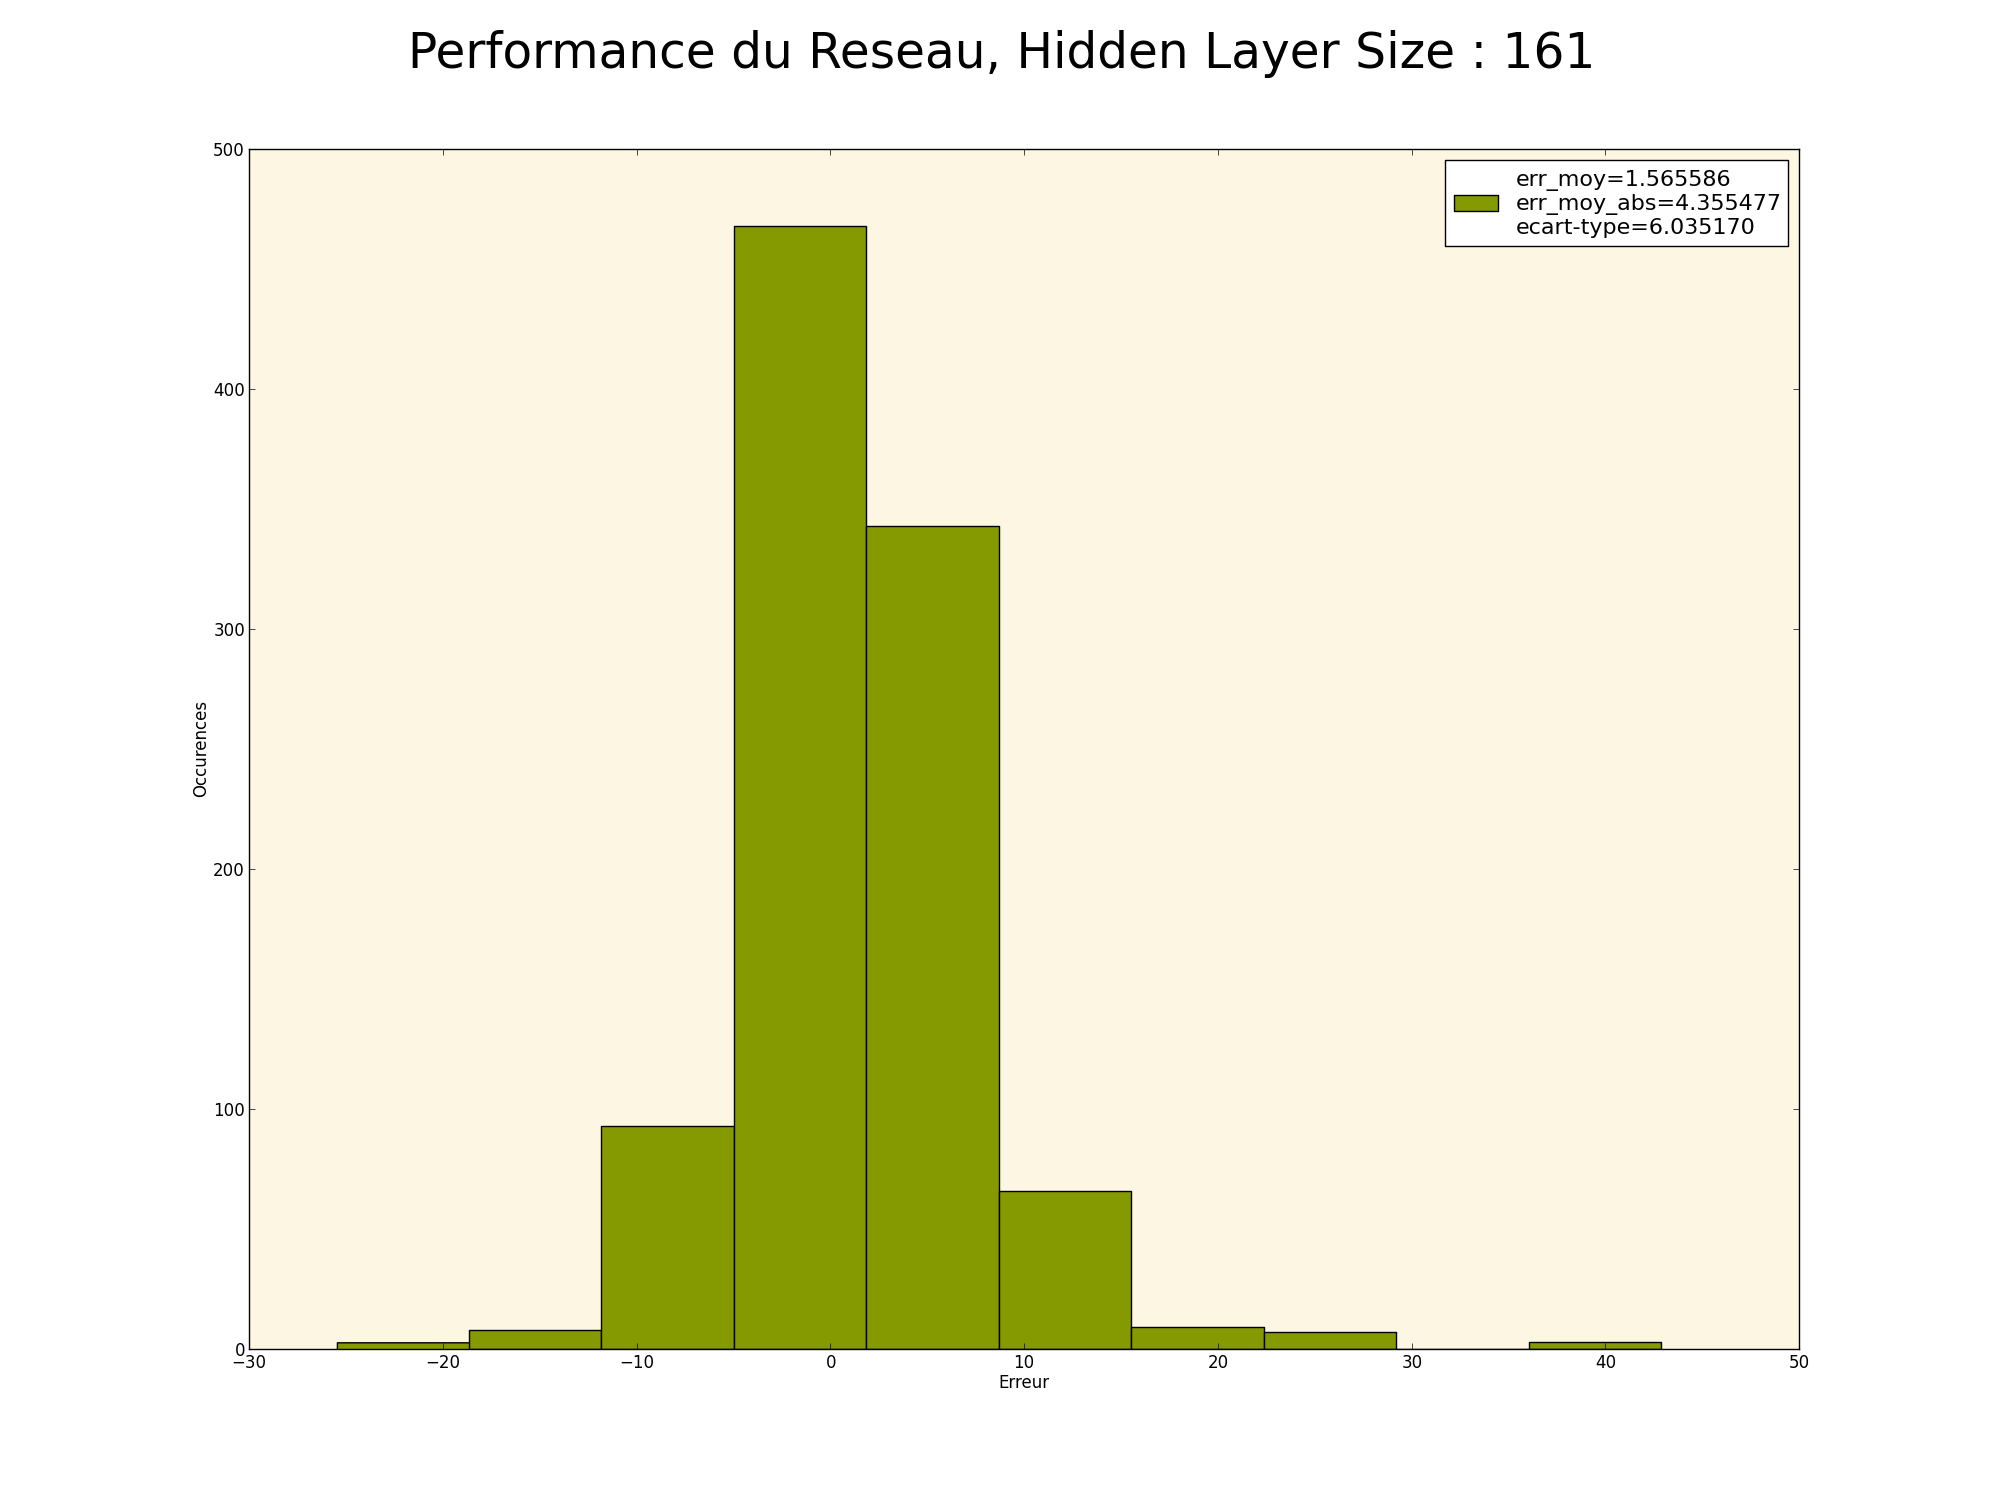 Performance du Reseau, Hidden Layer Size : 161
500
err_moy=1.565586
err_moy_abs=4.355477
ecart-type=6.035170
400
300
Occurences
200
100
0
−30 −20 −10 0 10 20 30 40 50
Erreur